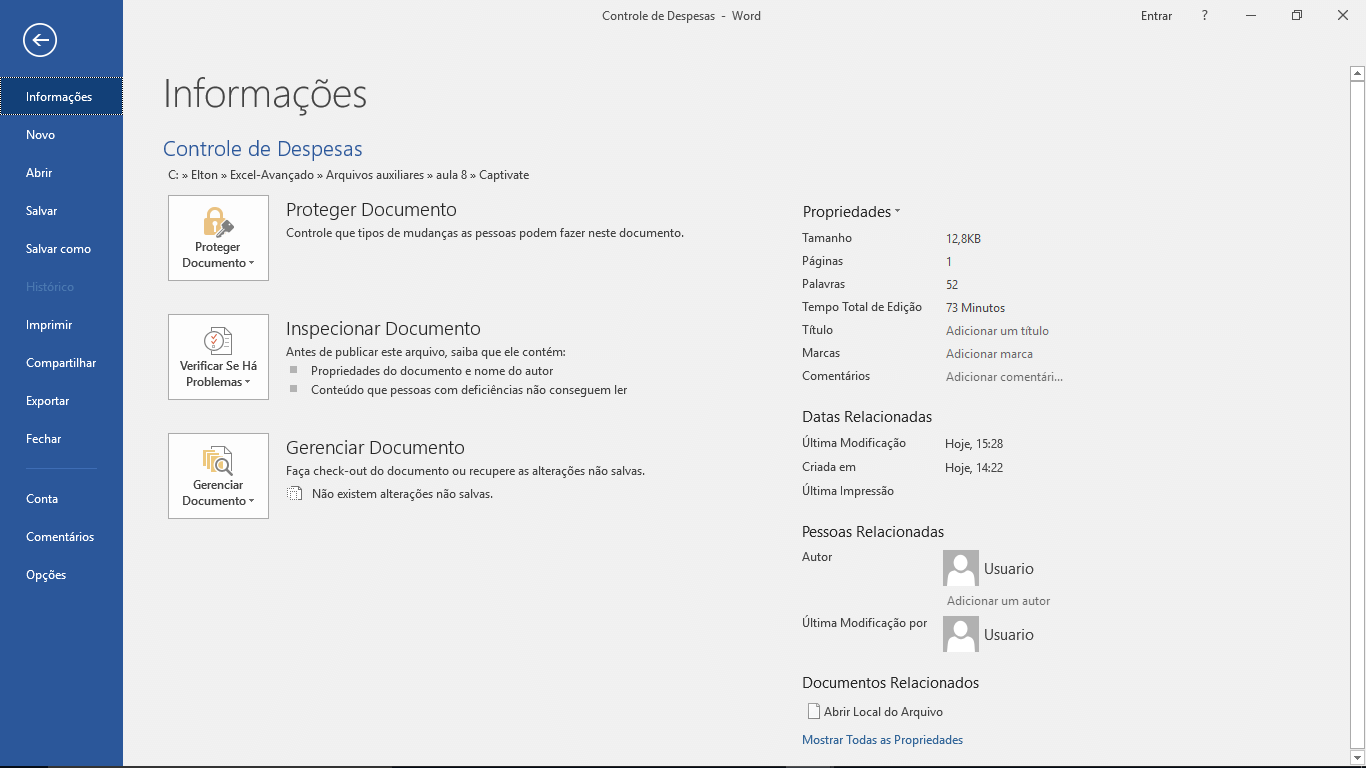 Controle de Despesas - Word
Entrar
?
Informações
Novo
Abrir
Salvar
Salvar como
Histórico
Imprimir
Compartilhar
Exportar
Fechar
Conta
Comentários
Opções
Informações
Controle de Despesas
C: » Elton » Excel-Avançado » Arquivos auxiliares » aula 8 » Captivate
Proteger
Documento
Proteger Documento
Controle que tipos de mudanças as pessoas podem fazer neste documento.
Verificar Se Há
Problemas
Inspecionar Documento
Antes de publicar este arquivo, saiba que ele contém:
Propriedades do documento e nome do autor
Conteúdo que pessoas com deficiências não conseguem ler
Gerenciar
Documento
Gerenciar Documento
Faça check-out do documento ou recupere as alterações não salvas.
Não existem alterações não salvas.
Propriedades
Tamanho 12,8KB
Páginas 1
Palavras 52
Tempo Total de Edição 73 Minutos
Título Adicionar um título
Marcas Adicionar marca
Comentários Adicionar comentári...
Datas Relacionadas
Última Modificação Hoje, 15:28
Criada em Hoje, 14:22
Última Impressão
Pessoas Relacionadas
Autor Usuario
Adicionar um autor
Última Modificação por Usuario
Documentos Relacionados
Abrir Local do Arquivo
Mostrar Todas as Propriedades